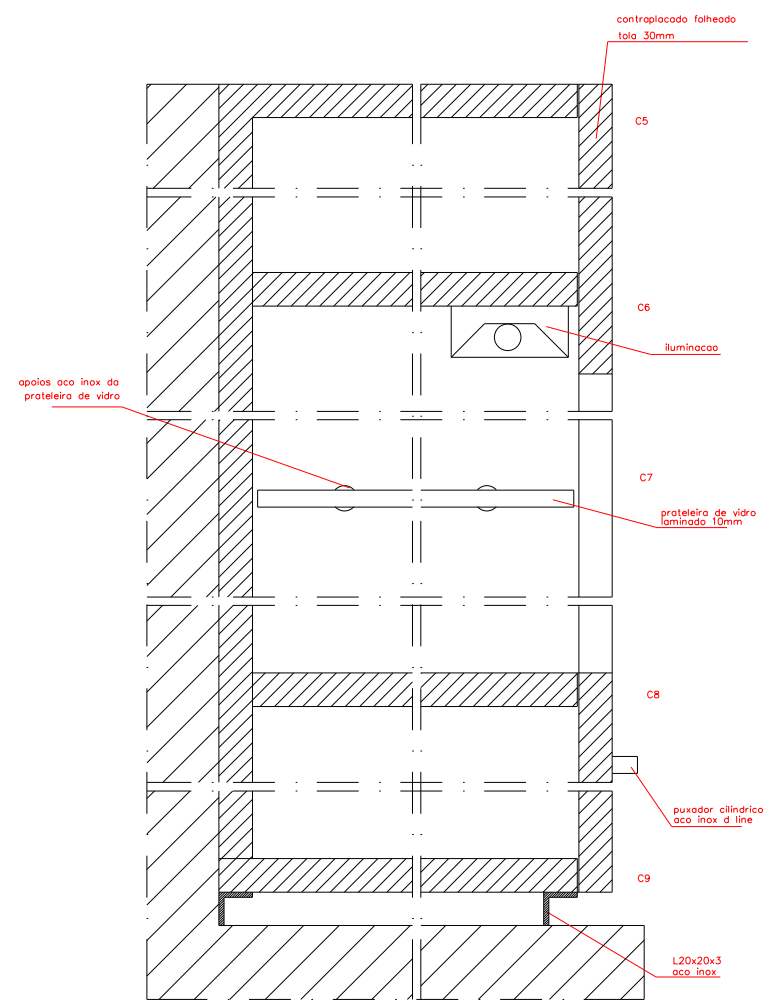 contraplacado folheado
tola 30mm
C5
C6
iluminacao
apoios aco inox da
prateleira de vidro
C7
prateleira de vidro
laminado 10mm
C8
puxador cilindrico
aco inox d line
C9
L20x20x3
aco inox